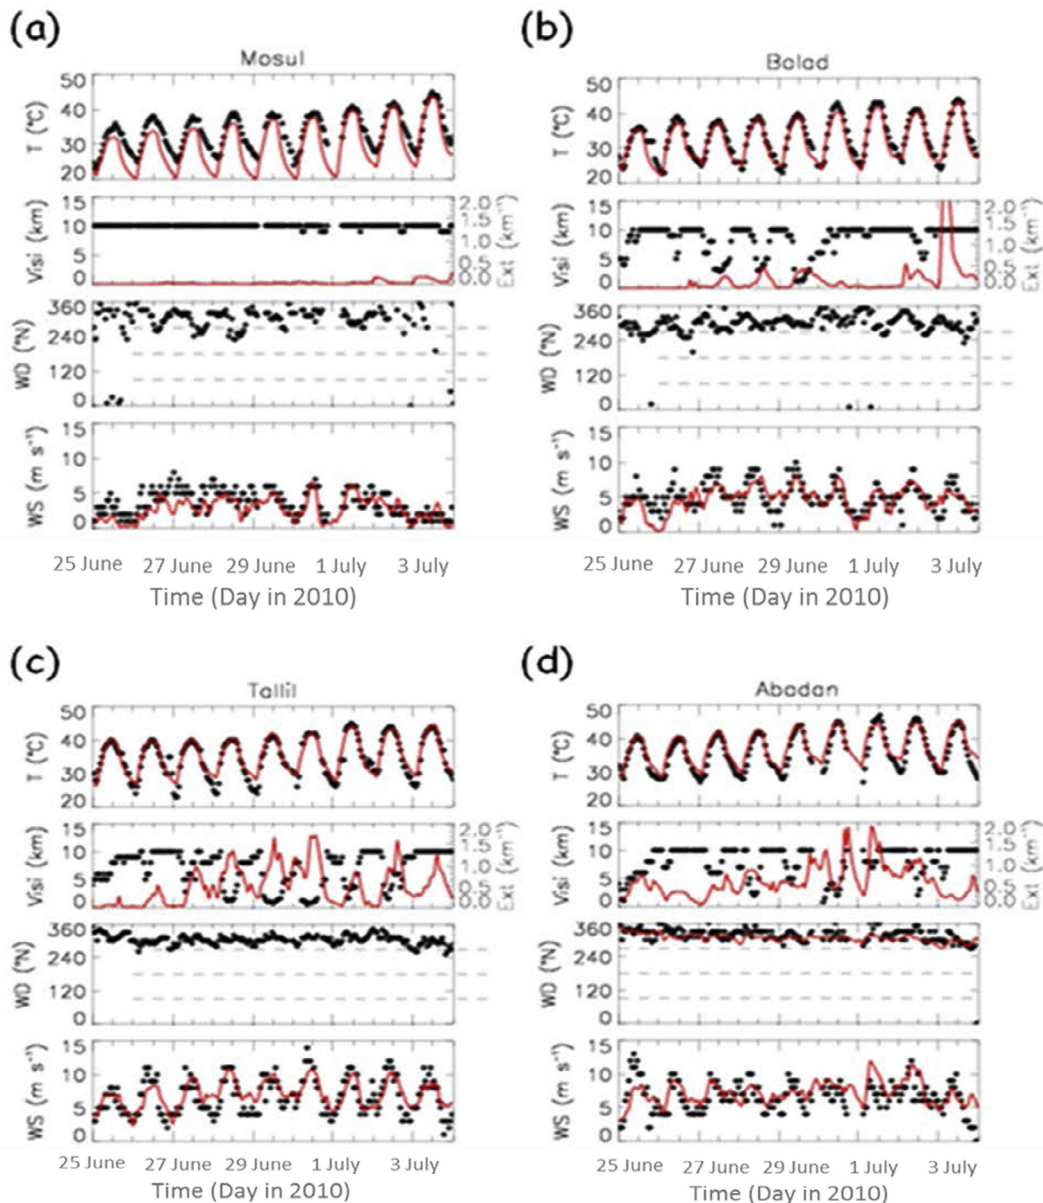 (a)
Mosul
50
40
30
20
T (°C)
15
10
5
0
Visi (km)
2.0
1.5
1.0
0.5
0.0
Ext (km⁻¹)
360
240
120
0
WD (°N)
15
10
5
0
WS (m s⁻¹)
25 June 27 June 29 June 1 July 3 July
Time (Day in 2010)
(b)
Balad
50
40
30
20
T (°C)
15
10
5
0
Visi (km)
2.0
1.5
1.0
0.5
0.0
Ext (km⁻¹)
360
240
120
0
WD (°N)
15
10
5
0
WS (m s⁻¹)
25 June 27 June 29 June 1 July 3 July
Time (Day in 2010)
(c)
Tallil
50
40
30
20
T (°C)
15
10
5
0
Visi (km)
2.0
1.5
1.0
0.5
0.0
Ext (km⁻¹)
360
240
120
0
WD (°N)
15
10
5
0
WS (m s⁻¹)
25 June 27 June 29 June 1 July 3 July
Time (Day in 2010)
(d)
Abadan
50
40
30
20
T (°C)
15
10
5
0
Visi (km)
2.0
1.5
1.0
0.5
0.0
Ext (km⁻¹)
360
240
120
0
WD (°N)
15
10
5
0
WS (m s⁻¹)
25 June 27 June 29 June 1 July 3 July
Time (Day in 2010)